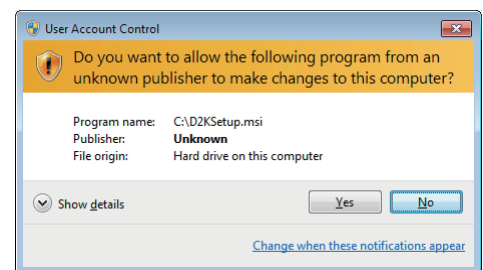 User Account Control
Do you want to allow the following program from an
unknown publisher to make changes to this computer?
Program name: C:\D2KSetup.msi
Publisher: Unknown
File origin: Hard drive on this computer
Show details Yes No
Change when these notifications appear